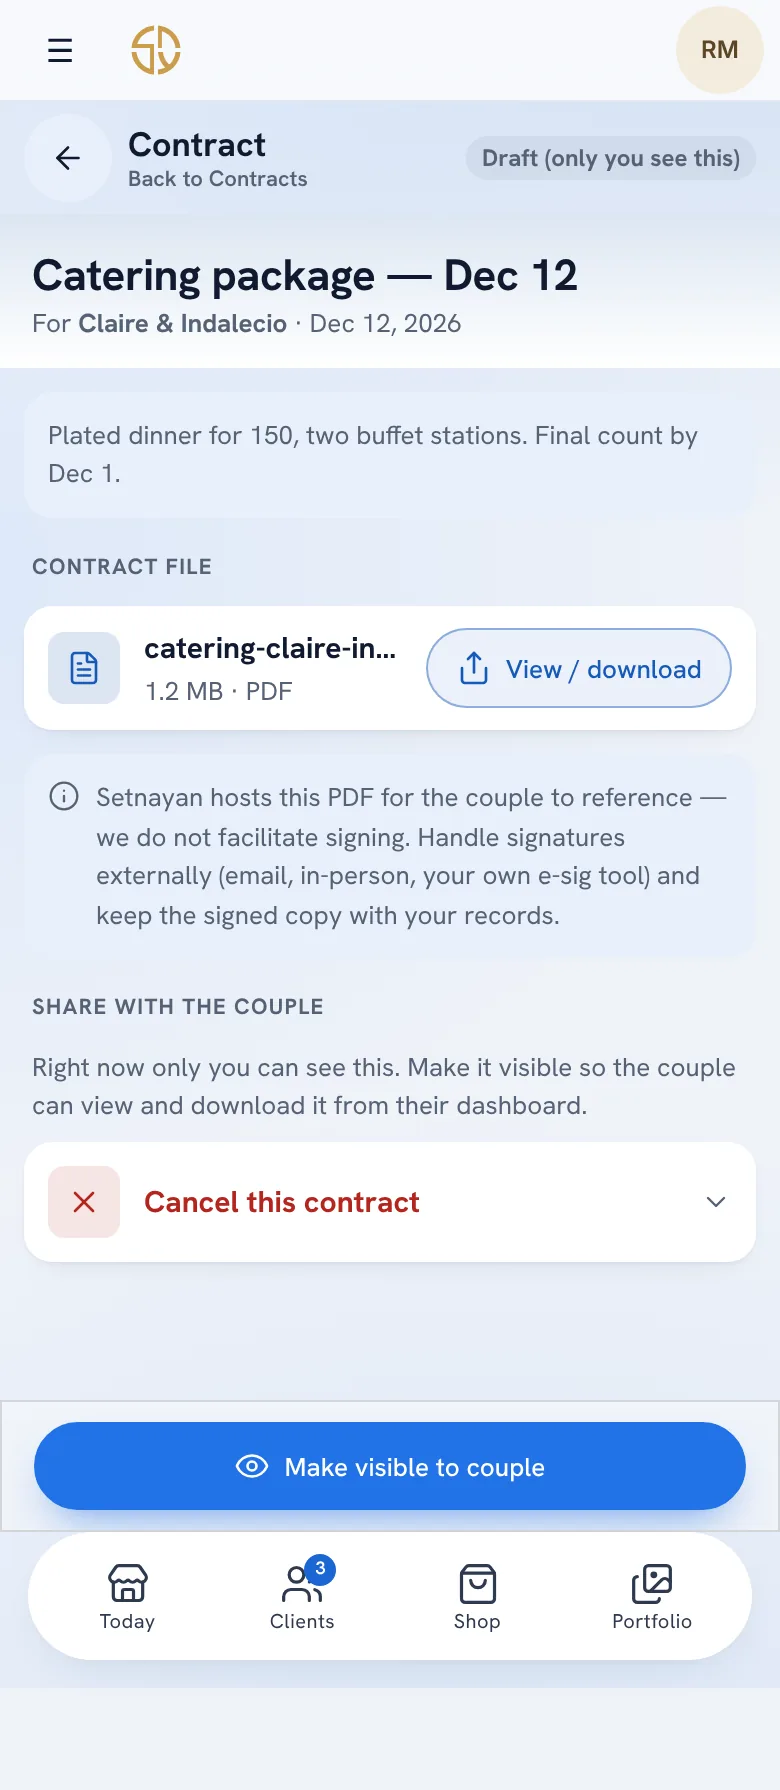 RM
Contract
Back to Contracts
Draft (only you see this)
Catering package — Dec 12
For Claire & Indalecio · Dec 12, 2026
Plated dinner for 150, two buffet stations. Final count by
Dec 1.
CONTRACT FILE
catering-claire-in...
1.2 MB · PDF
View / download
Setnayan hosts this PDF for the couple to reference —
we do not facilitate signing. Handle signatures
externally (email, in-person, your own e-sig tool) and
keep the signed copy with your records.
SHARE WITH THE COUPLE
Right now only you can see this. Make it visible so the couple
can view and download it from their dashboard.
Cancel this contract
Make visible to couple
3
Today
Clients
Shop
Portfolio